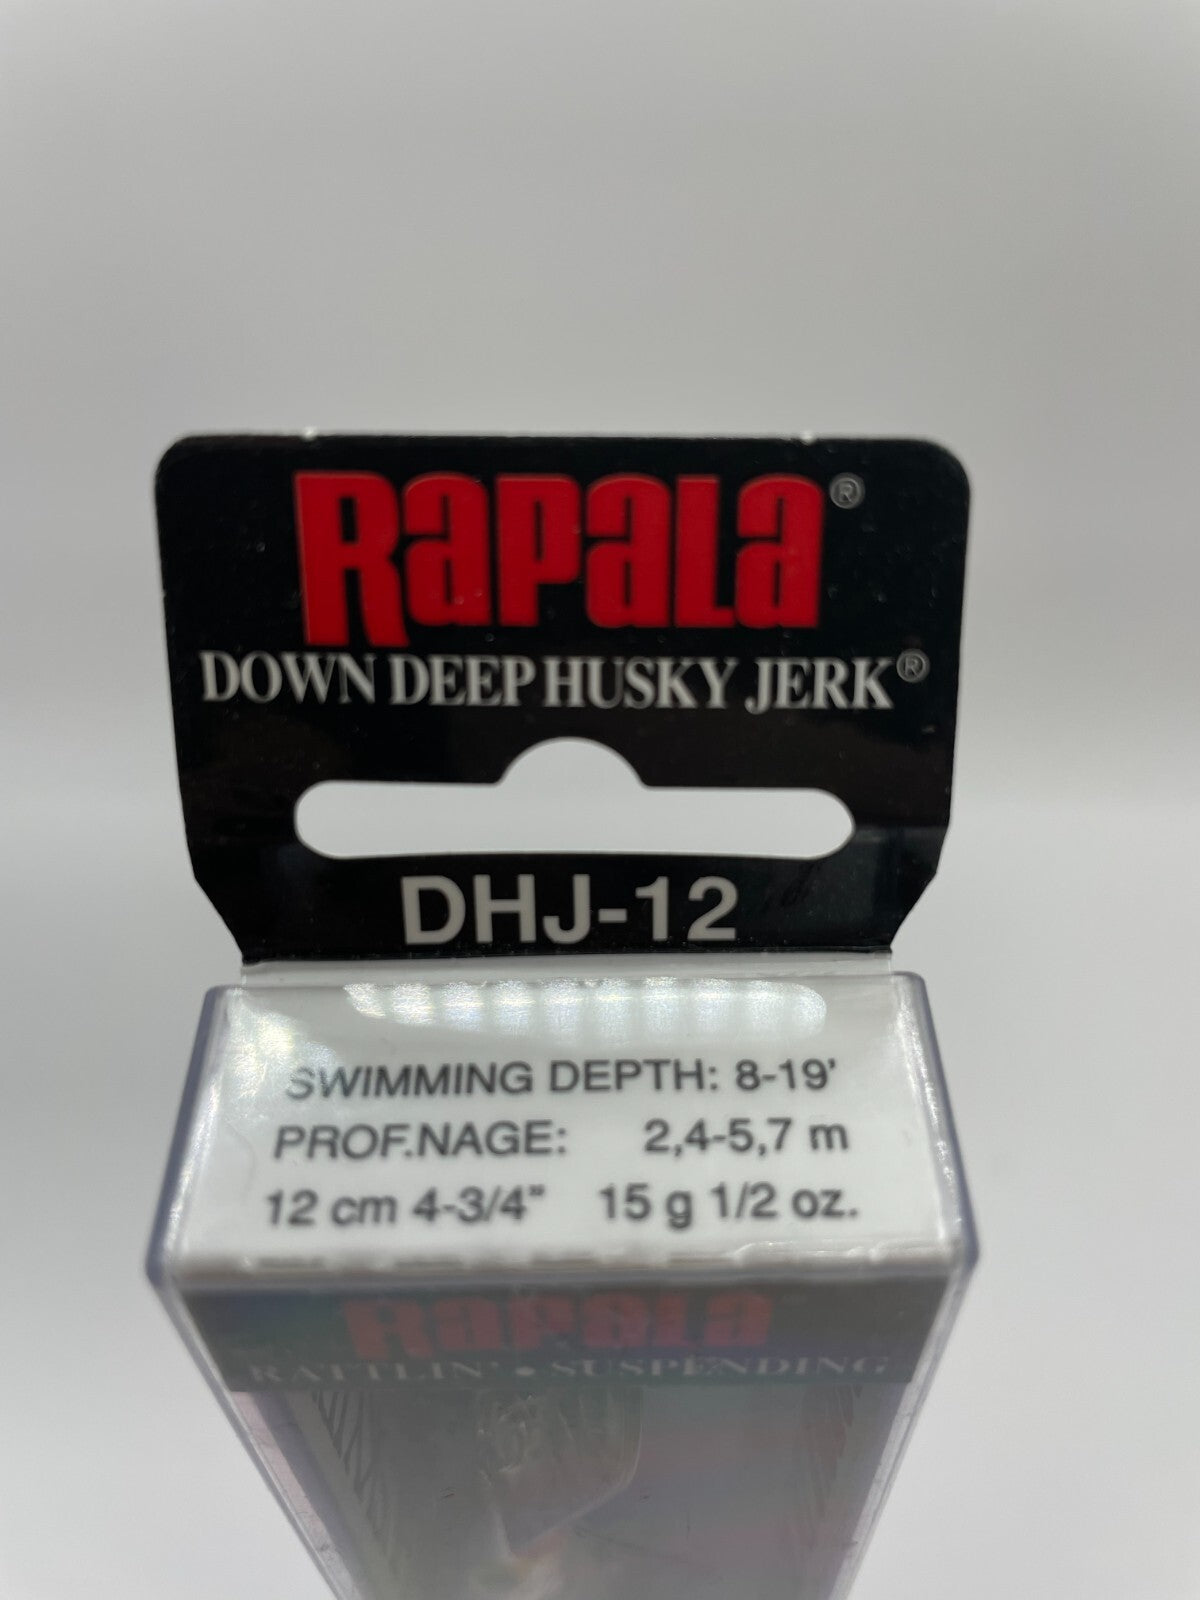 RAPALA®
DOWN DEEP HUSKY JERK®
DHJ-12
SWIMMING DEPTH: 8-19'
PROF.NAGE: 2,4-5,7 m
12 cm 4-3/4" 15 g 1/2 oz.
RAPALA
RATTLIN' • SUSPENDING